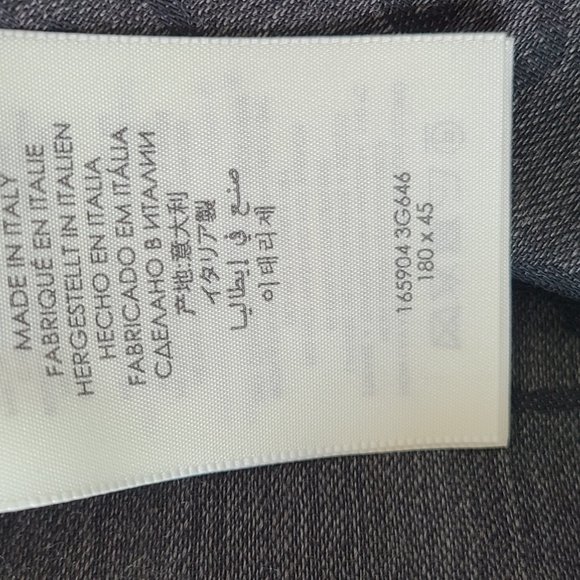 MADE IN ITALY
FABRIQUÉ EN ITALIE
HERGESTELLT IN ITALIEN
HECHO EN ITALIA
FABRICADO EM ITÁLIA
СДЕЛАНО В ИТАЛИИ
产地:意大利
イタリア製
صنع في إيطاليا
이태리제
165904 3G646
180 x 45